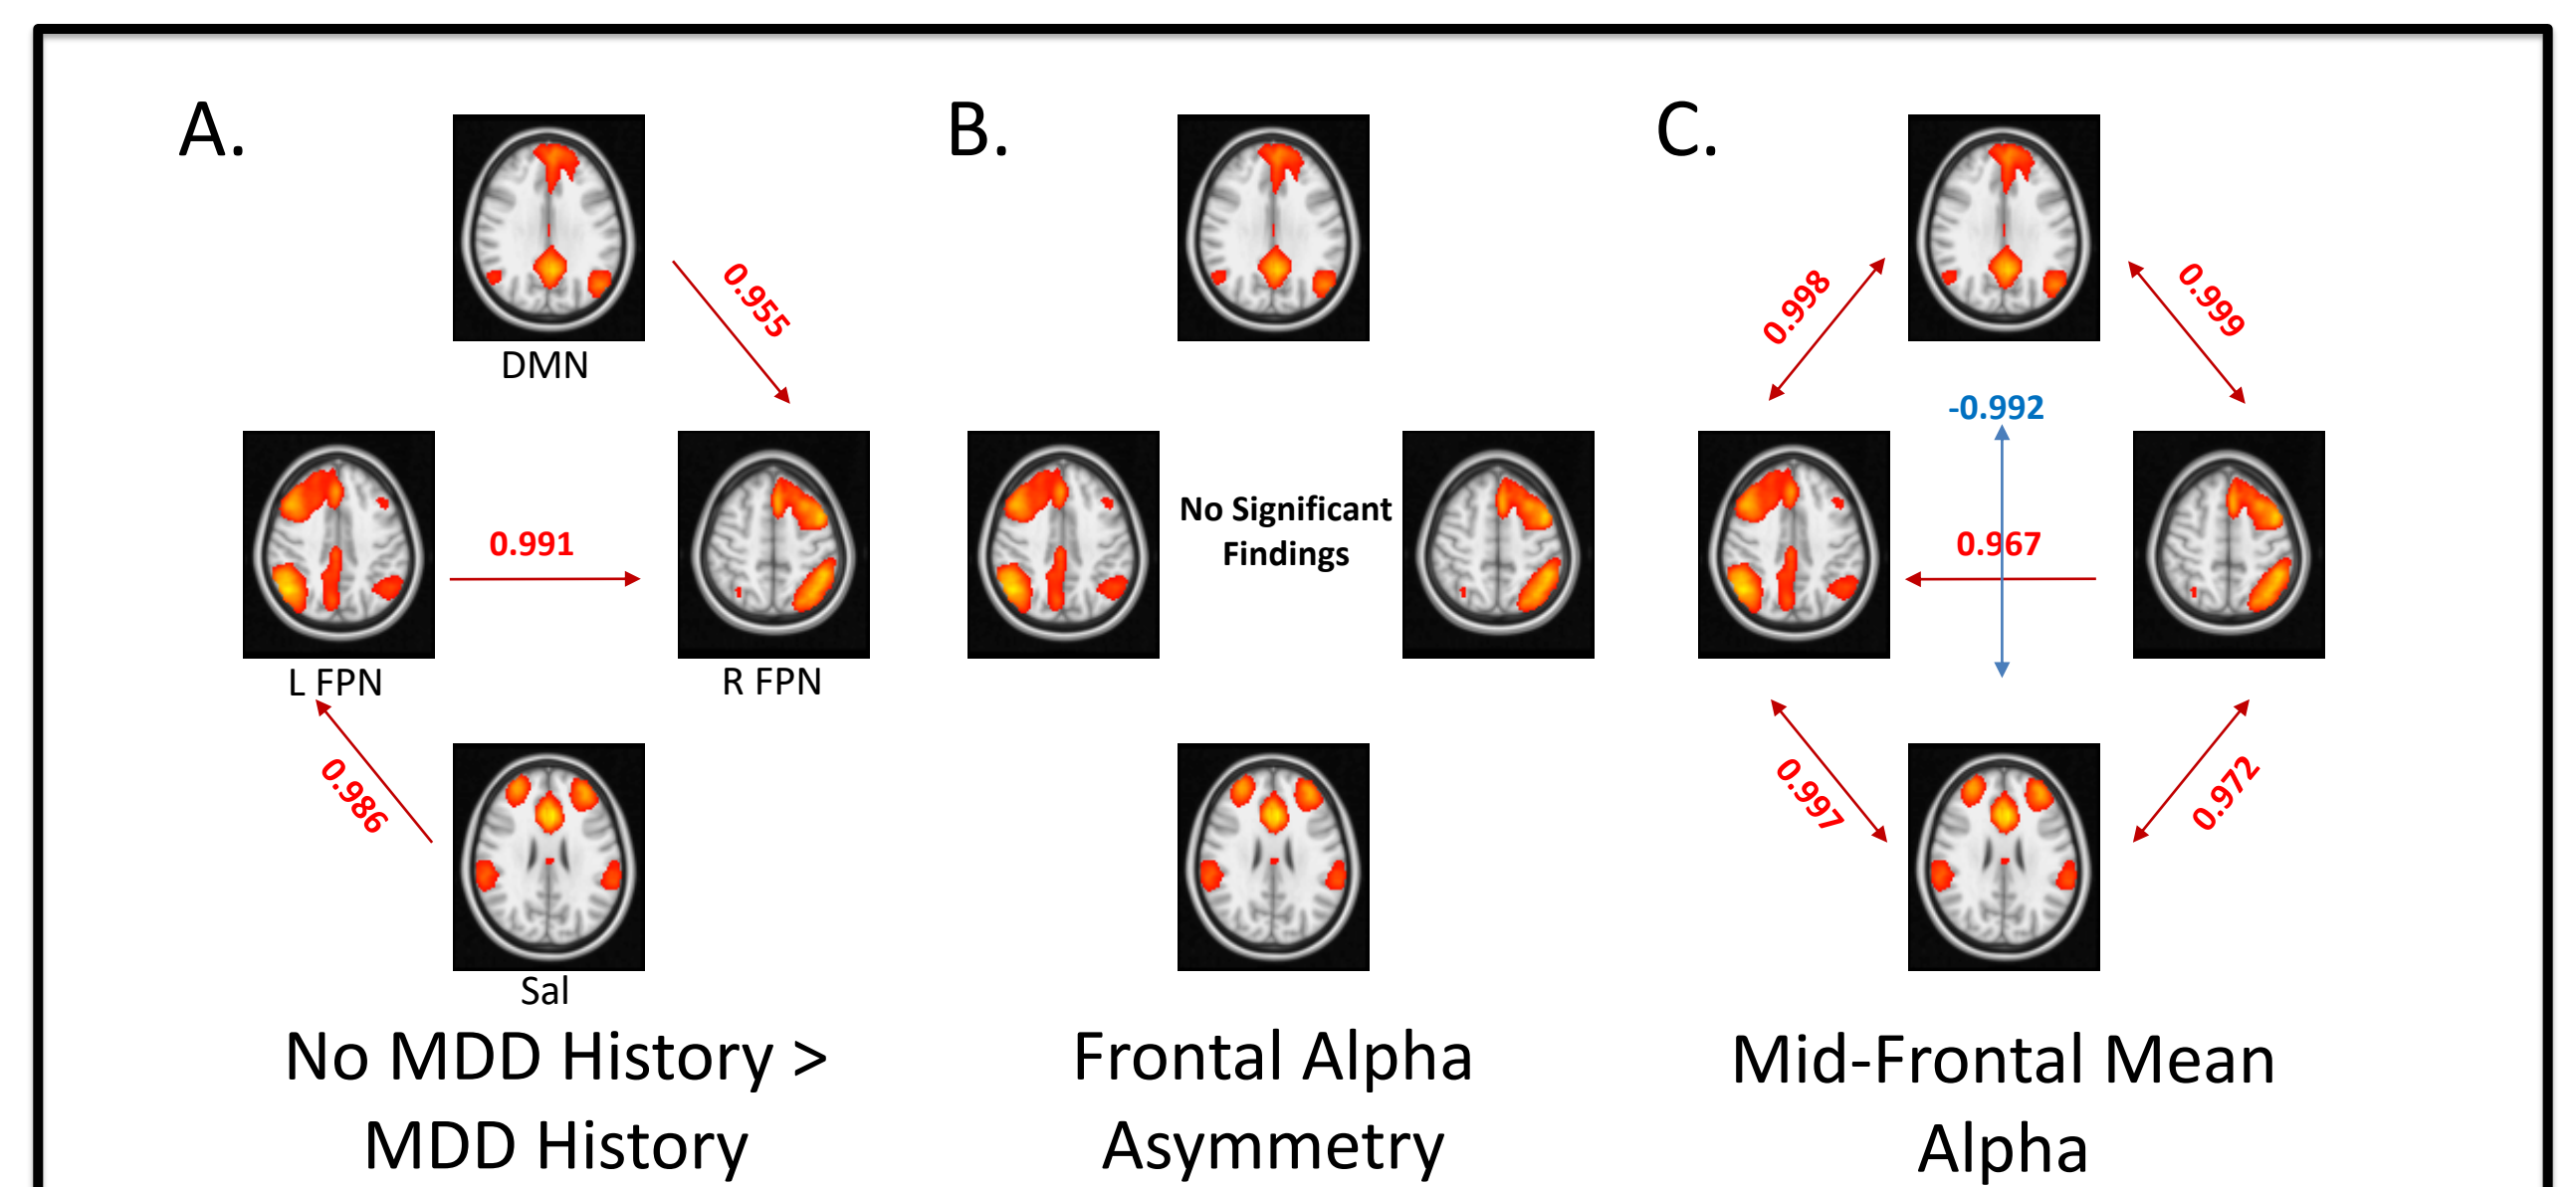 A.
DMN
0.955
L FPN
0.991
R FPN
0.986
Sal
No MDD History >
MDD History
B.
No Significant
Findings
Frontal Alpha
Asymmetry
C.
0.998
0.999
-0.992
0.967
0.997
0.972
Mid-Frontal Mean
Alpha